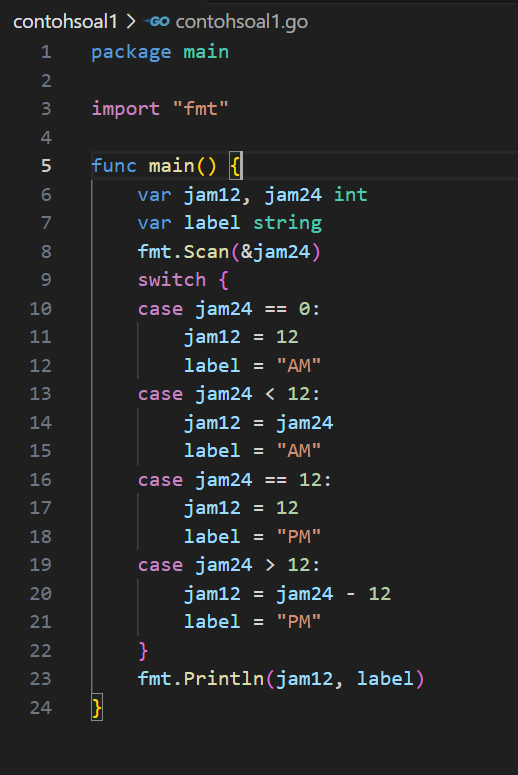 contohsoal1 > GO contohsoal1.go
1 package main
2
3 import "fmt"
4
5 func main() {
6     var jam12, jam24 int
7     var label string
8     fmt.Scan(&jam24)
9     switch {
10     case jam24 == 0:
11         jam12 = 12
12         label = "AM"
13     case jam24 < 12:
14         jam12 = jam24
15         label = "AM"
16     case jam24 == 12:
17         jam12 = 12
18         label = "PM"
19     case jam24 > 12:
20         jam12 = jam24 - 12
21         label = "PM"
22     }
23     fmt.Println(jam12, label)
24 }